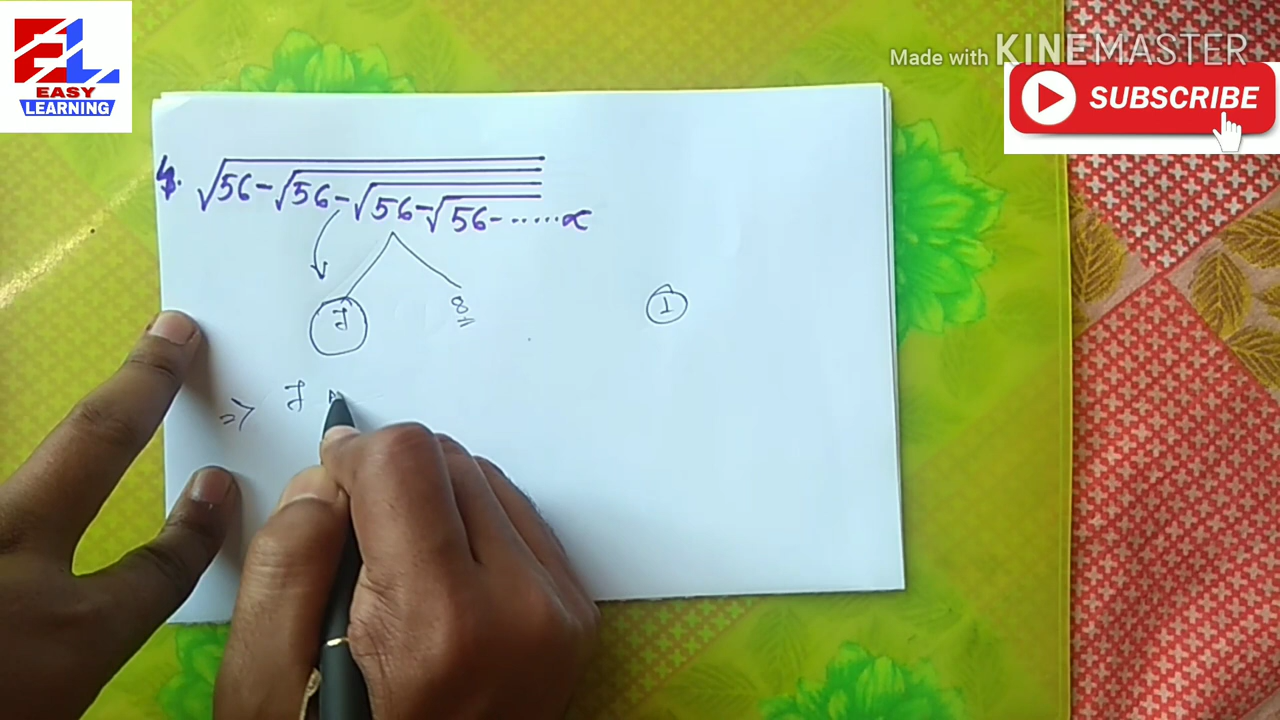 EASY
LEARNING
Made with KINEMASTER
SUBSCRIBE
4. √56-√56-√56-√56-......∝
7 8
1
=> 7